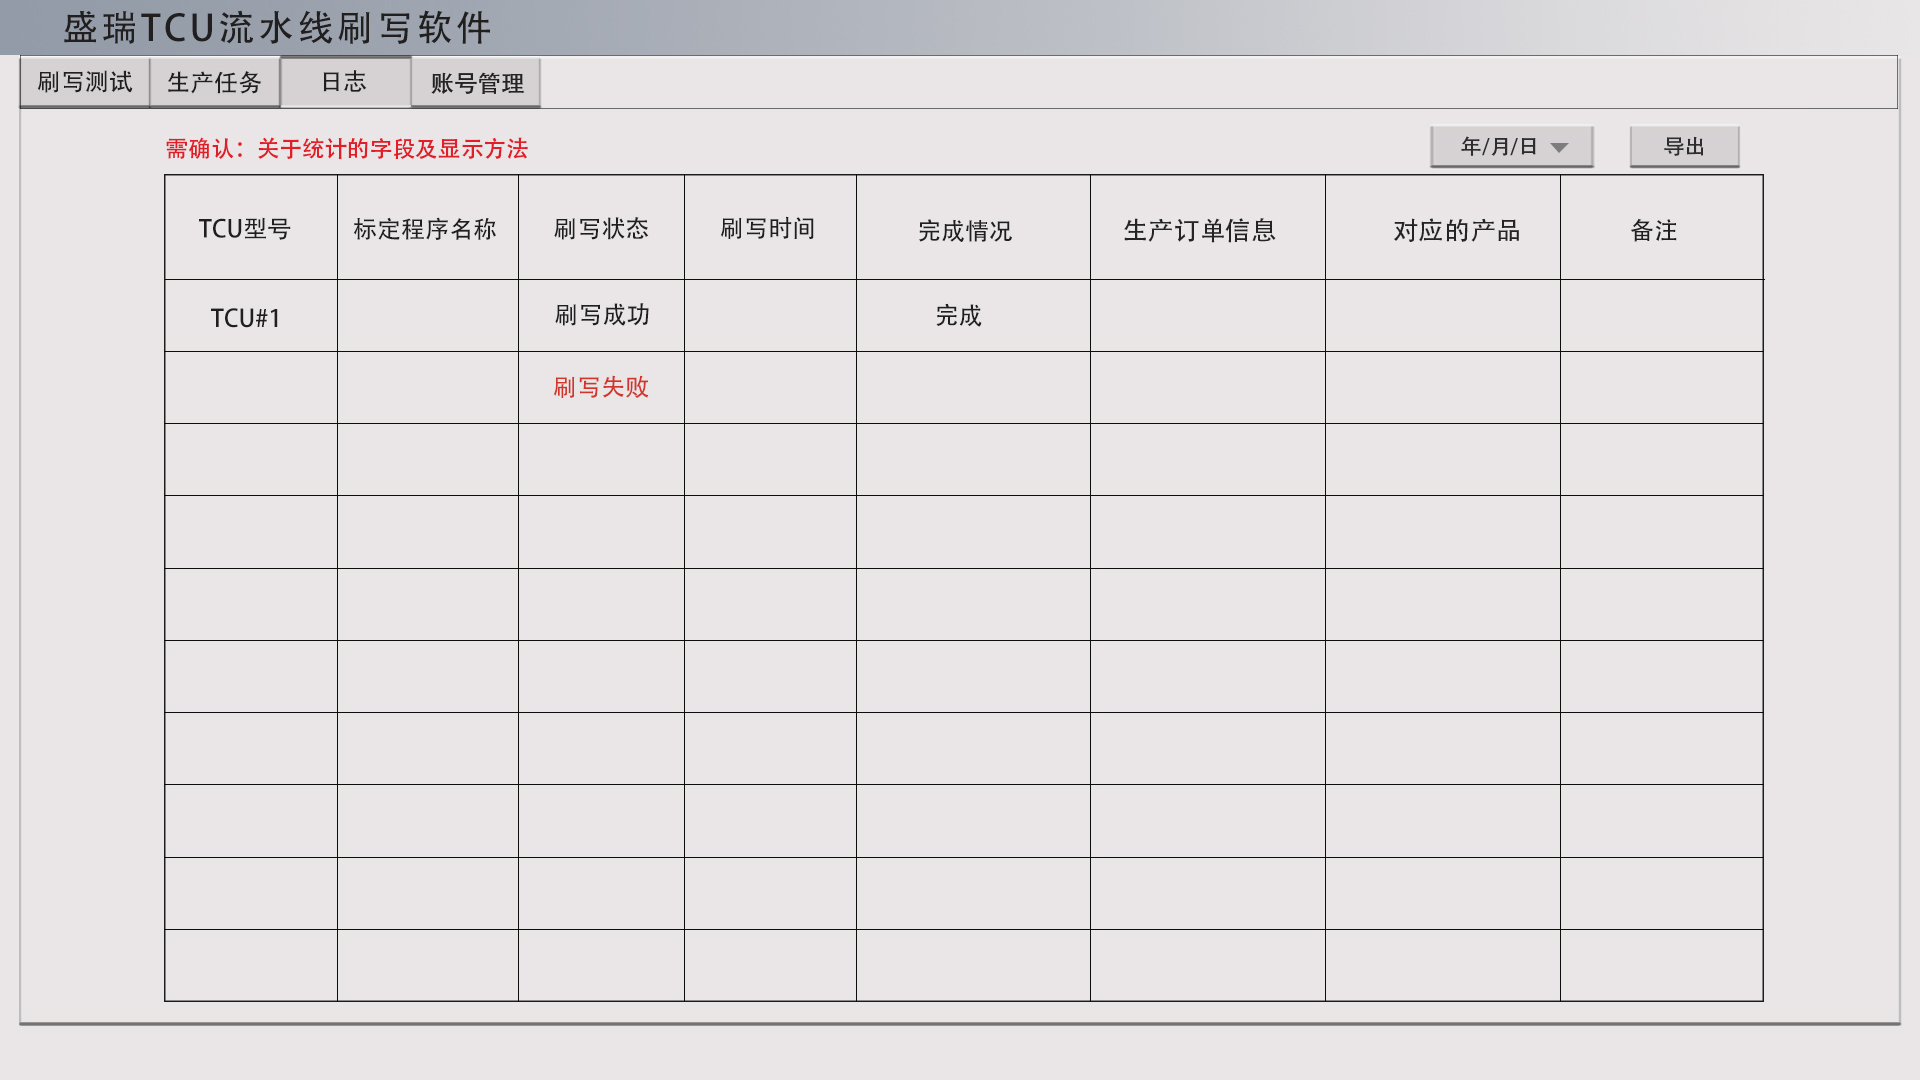 盛瑞TCU流水线刷写软件
刷写测试 生产任务 日志 账号管理
需确认：关于统计的字段及显示方法 年/月/日 导出
TCU型号 标定程序名称 刷写状态 刷写时间 完成情况 生产订单信息 对应的产品 备注
TCU#1 刷写成功 完成
刷写失败